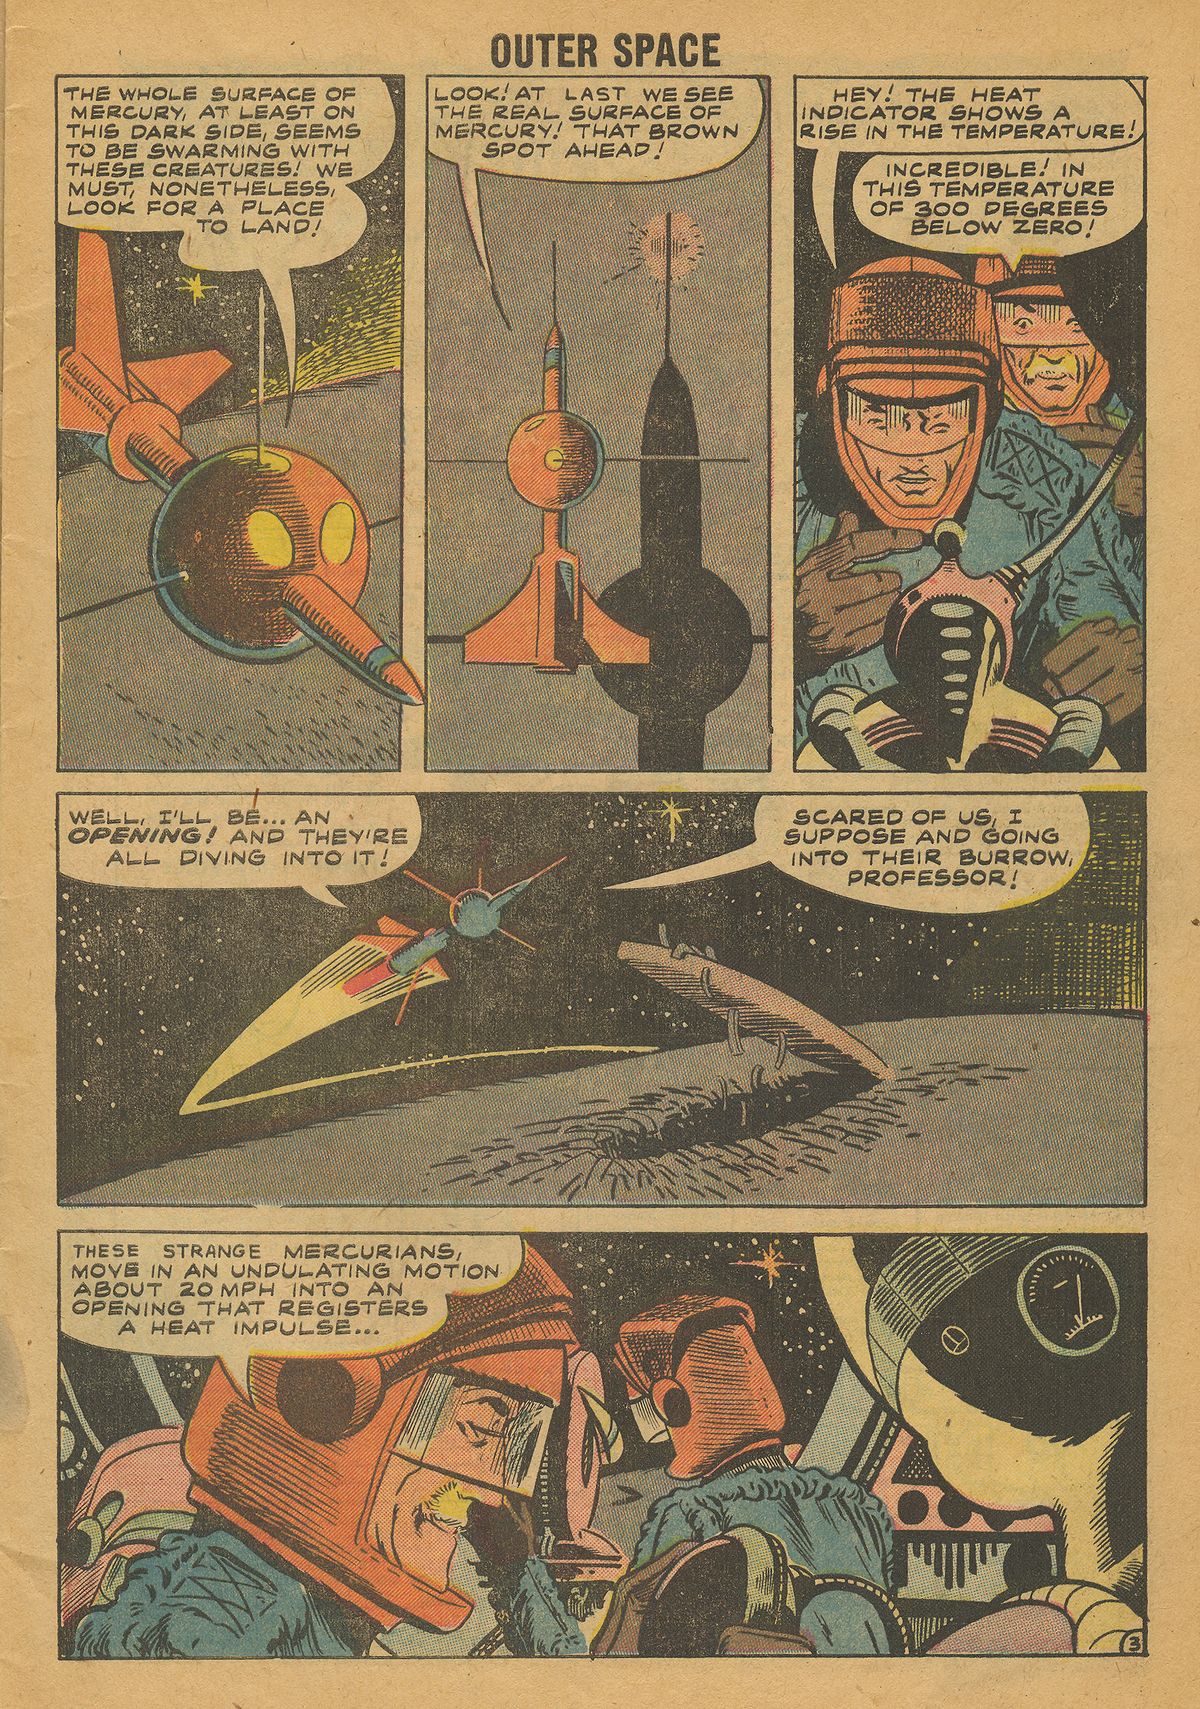 OUTER SPACE
THE WHOLE SURFACE OF
MERCURY, AT LEAST ON
THIS DARK SIDE, SEEMS
TO BE SWARMING WITH
THESE CREATURES! WE
MUST, NONETHELESS,
LOOK FOR A PLACE
TO LAND!
LOOK! AT LAST WE SEE
THE REAL SURFACE OF
MERCURY! THAT BROWN
SPOT AHEAD!
HEY! THE HEAT
INDICATOR SHOWS A
RISE IN THE TEMPERATURE!
INCREDIBLE! IN
THIS TEMPERATURE
OF 300 DEGREES
BELOW ZERO!
WELL, I'LL BE... AN
OPENING! AND THEY'RE
ALL DIVING INTO IT!
SCARED OF US, I
SUPPOSE AND GOING
INTO THEIR BURROW,
PROFESSOR!
THESE STRANGE MERCURIANS,
MOVE IN AN UNDULATING MOTION
ABOUT 20 MPH INTO AN
OPENING THAT REGISTERS
A HEAT IMPULSE...
3